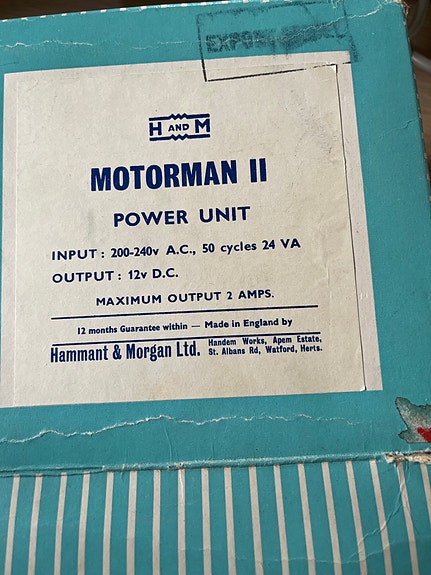 EXPORT
H AND M
MOTORMAN II
POWER UNIT
INPUT : 200-240v A.C., 50 cycles 24 VA
OUTPUT : 12v D.C.
MAXIMUM OUTPUT 2 AMPS.
12 months Guarantee within — Made in England by
Hammant & Morgan Ltd. Handem Works, Apem Estate,
St. Albans Rd, Watford, Herts.